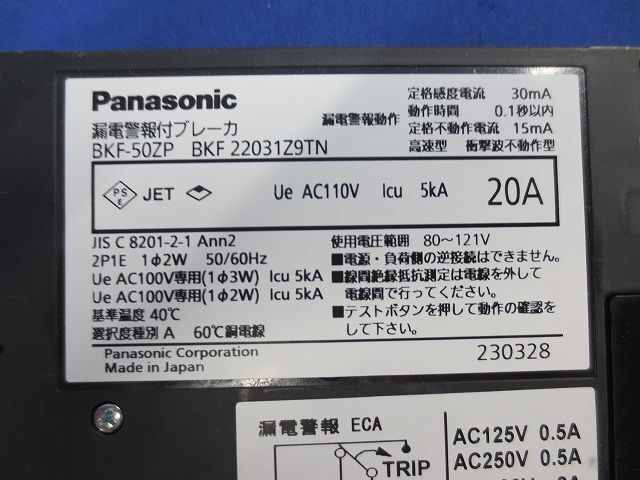 Panasonic
漏電警報付ブレーカ
BKF-50ZP BKF 22031Z9TN
漏電警報動作
定格感度電流 30mA
動作時間 0.1秒以内
定格不動作電流 15mA
高速型 衝撃波不動作型
PS E JET Ue AC110V Icu 5kA 20A
JIS C 8201-2-1 Ann2
2P1E 1φ2W 50/60Hz
Ue AC100V専用(1φ3W) Icu 5kA
Ue AC100V専用(1φ2W) Icu 5kA
基準温度 40℃
選択度種別 A 60℃銅電線
使用電圧範囲 80～121V
■電源・負荷側の逆接続はできません。
■線間絶縁抵抗測定は電線を外して
電線間で行ってください。
■テストボタンを押して動作の確認を
して下さい。
Panasonic Corporation
Made in Japan
230328
漏電警報 ECA
TRIP
AC125V 0.5A
AC250V 0.5A